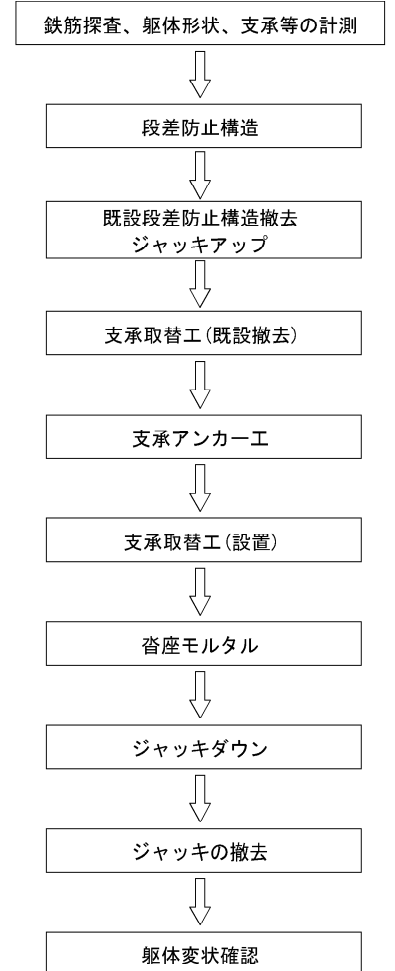 鉄筋探査、躯体形状、支承等の計測
段差防止構造
既設段差防止構造撤去
ジャッキアップ
支承取替工(既設撤去)
支承アンカー工
支承取替工(設置)
沓座モルタル
ジャッキダウン
ジャッキの撤去
躯体変状確認